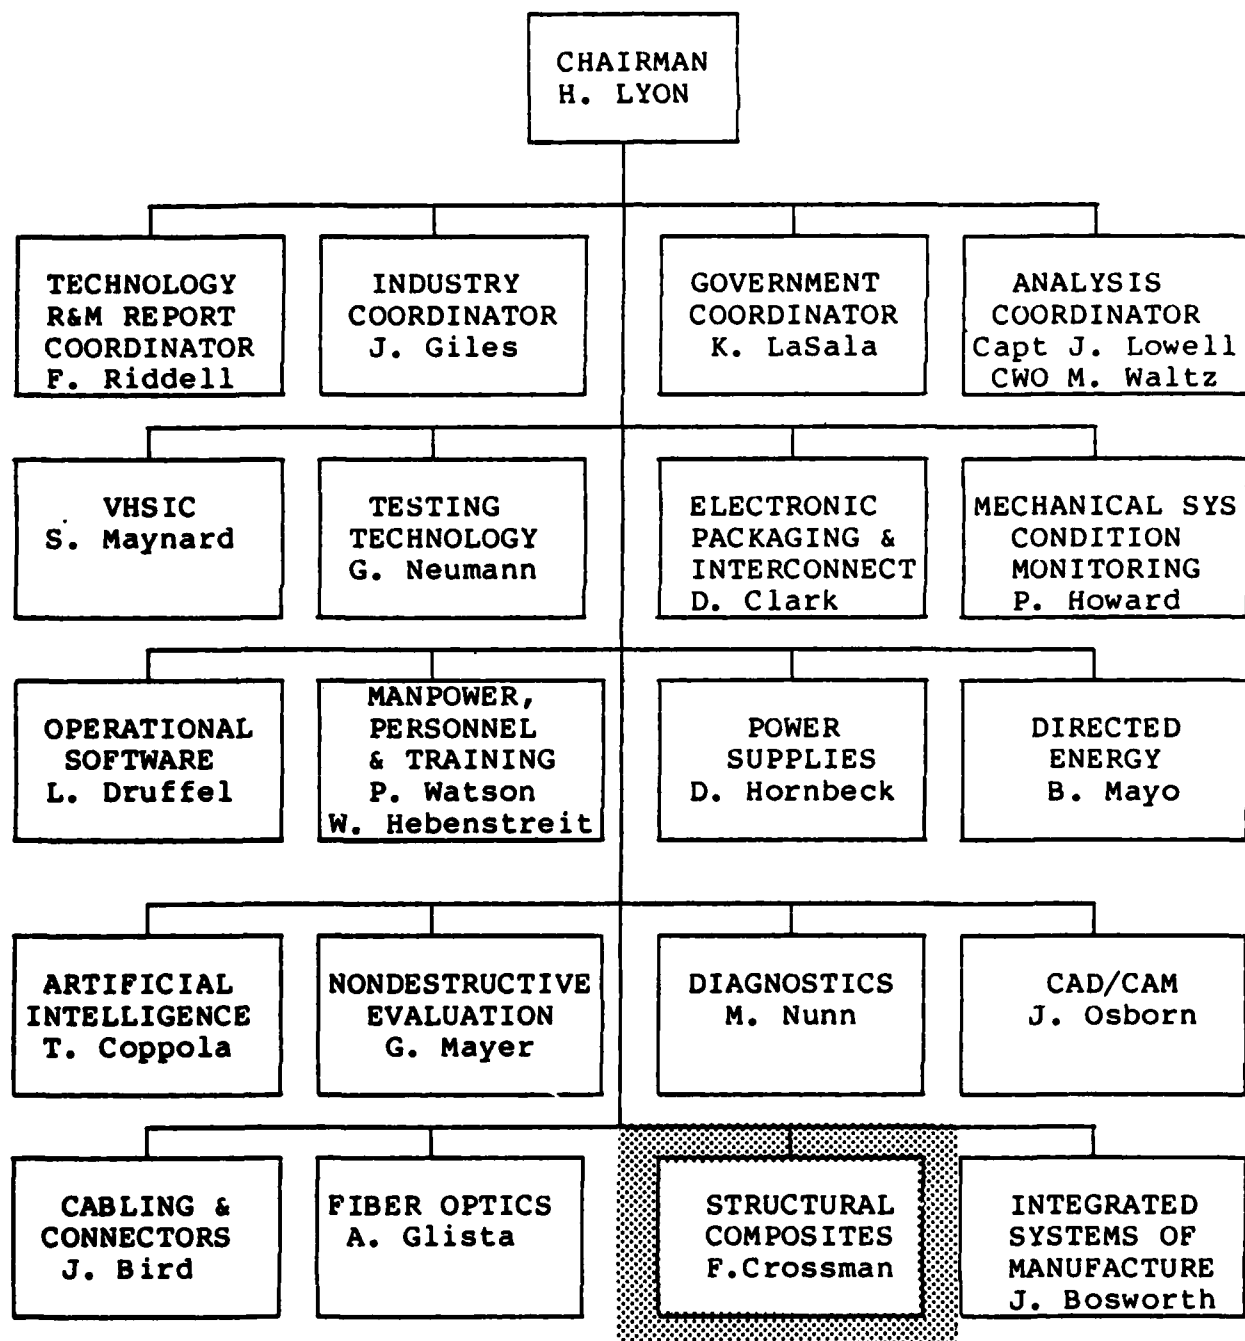 CHAIRMAN
H. LYON
TECHNOLOGY
R&M REPORT
COORDINATOR
F. Riddell
INDUSTRY
COORDINATOR
J. Giles
GOVERNMENT
COORDINATOR
K. LaSala
ANALYSIS
COORDINATOR
Capt J. Lowell
CWO M. Waltz
VHSIC
S. Maynard
TESTING
TECHNOLOGY
G. Neumann
ELECTRONIC
PACKAGING &
INTERCONNECT
D. Clark
MECHANICAL SYS
CONDITION
MONITORING
P. Howard
OPERATIONAL
SOFTWARE
L. Druffel
MANPOWER,
PERSONNEL
& TRAINING
P. Watson
W. Hebenstreit
POWER
SUPPLIES
D. Hornbeck
DIRECTED
ENERGY
B. Mayo
ARTIFICIAL
INTELLIGENCE
T. Coppola
NONDESTRUCTIVE
EVALUATION
G. Mayer
DIAGNOSTICS
M. Nunn
CAD/CAM
J. Osborn
CABLING &
CONNECTORS
J. Bird
FIBER OPTICS
A. Glista
STRUCTURAL
COMPOSITES
F.Crossman
INTEGRATED
SYSTEMS OF
MANUFACTURE
J. Bosworth